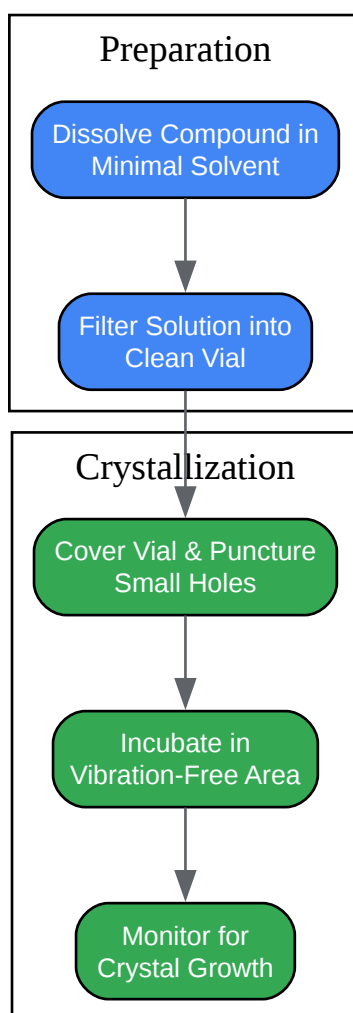 Preparation
Dissolve Compound in
Minimal Solvent
Filter Solution into
Clean Vial
Crystallization
Cover Vial & Puncture
Small Holes
Incubate in
Vibration-Free Area
Monitor for
Crystal Growth